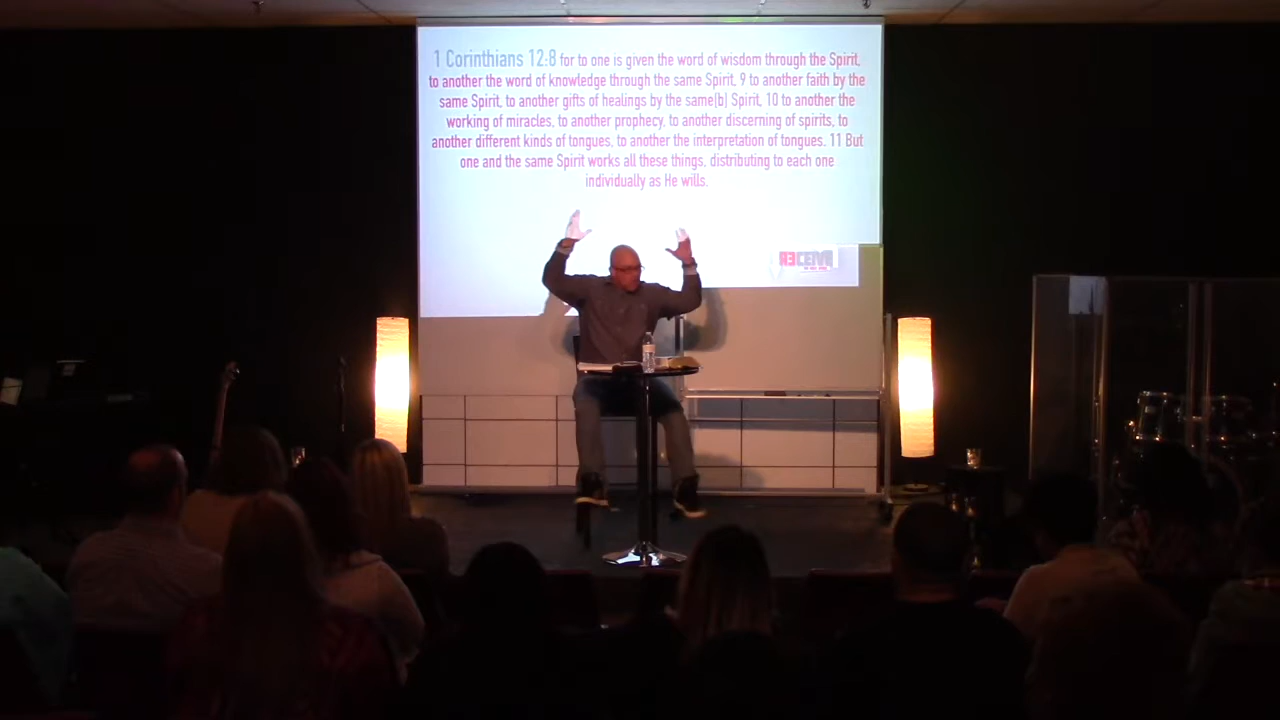 1 Corinthians 12:8 for to one is given the word of wisdom through the Spirit,
to another the word of knowledge through the same Spirit, 9 to another faith by the
same Spirit, to another gifts of healings by the same[b] Spirit, 10 to another the
working of miracles, to another prophecy, to another discerning of spirits, to
another different kinds of tongues, to another the interpretation of tongues. 11 But
one and the same Spirit works all these things, distributing to each one
individually as He wills.
RECEIVE